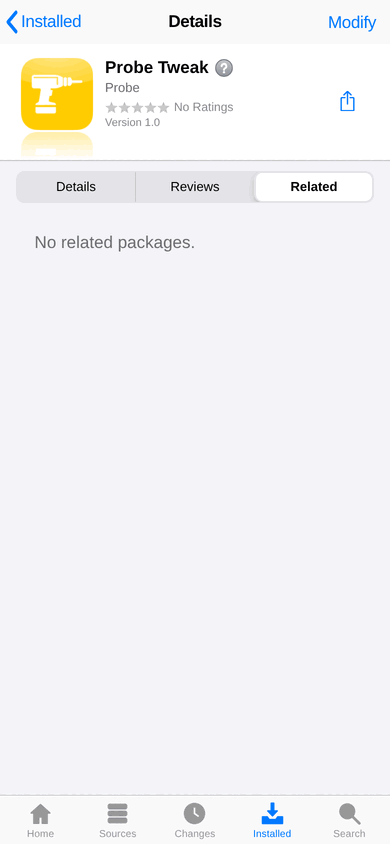 Installed Details Modify
Probe Tweak ?
Probe
No Ratings
Version 1.0
Details Reviews Related
No related packages.
Home Sources Changes Installed Search